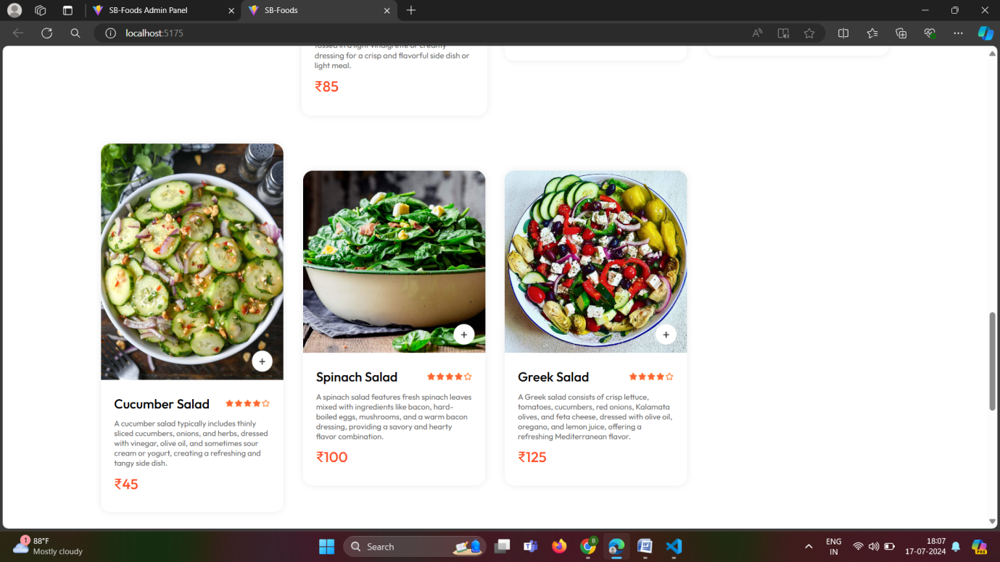 SB-Foods Admin Panel
SB-Foods
localhost:5175
tossed in a light vinaigrette or creamy
dressing for a crisp and flavorful side dish or
light meal.
₹85
Cucumber Salad
A cucumber salad typically includes thinly
sliced cucumbers, onions, and herbs, dressed
with vinegar, olive oil, and sometimes sour
cream or yogurt, creating a refreshing and
tangy side dish.
₹45
Spinach Salad
A spinach salad features fresh spinach leaves
mixed with ingredients like bacon, hard-
boiled eggs, mushrooms, and a warm bacon
dressing, providing a savory and hearty
flavor combination.
₹100
Greek Salad
A Greek salad consists of crisp lettuce,
tomatoes, cucumbers, red onions, Kalamata
olives, and feta cheese, dressed with olive oil,
oregano, and lemon juice, offering a
refreshing Mediterranean flavor.
₹125
1
88°F
Mostly cloudy
Search
ENG
IN
18:07
17-07-2024
PRE